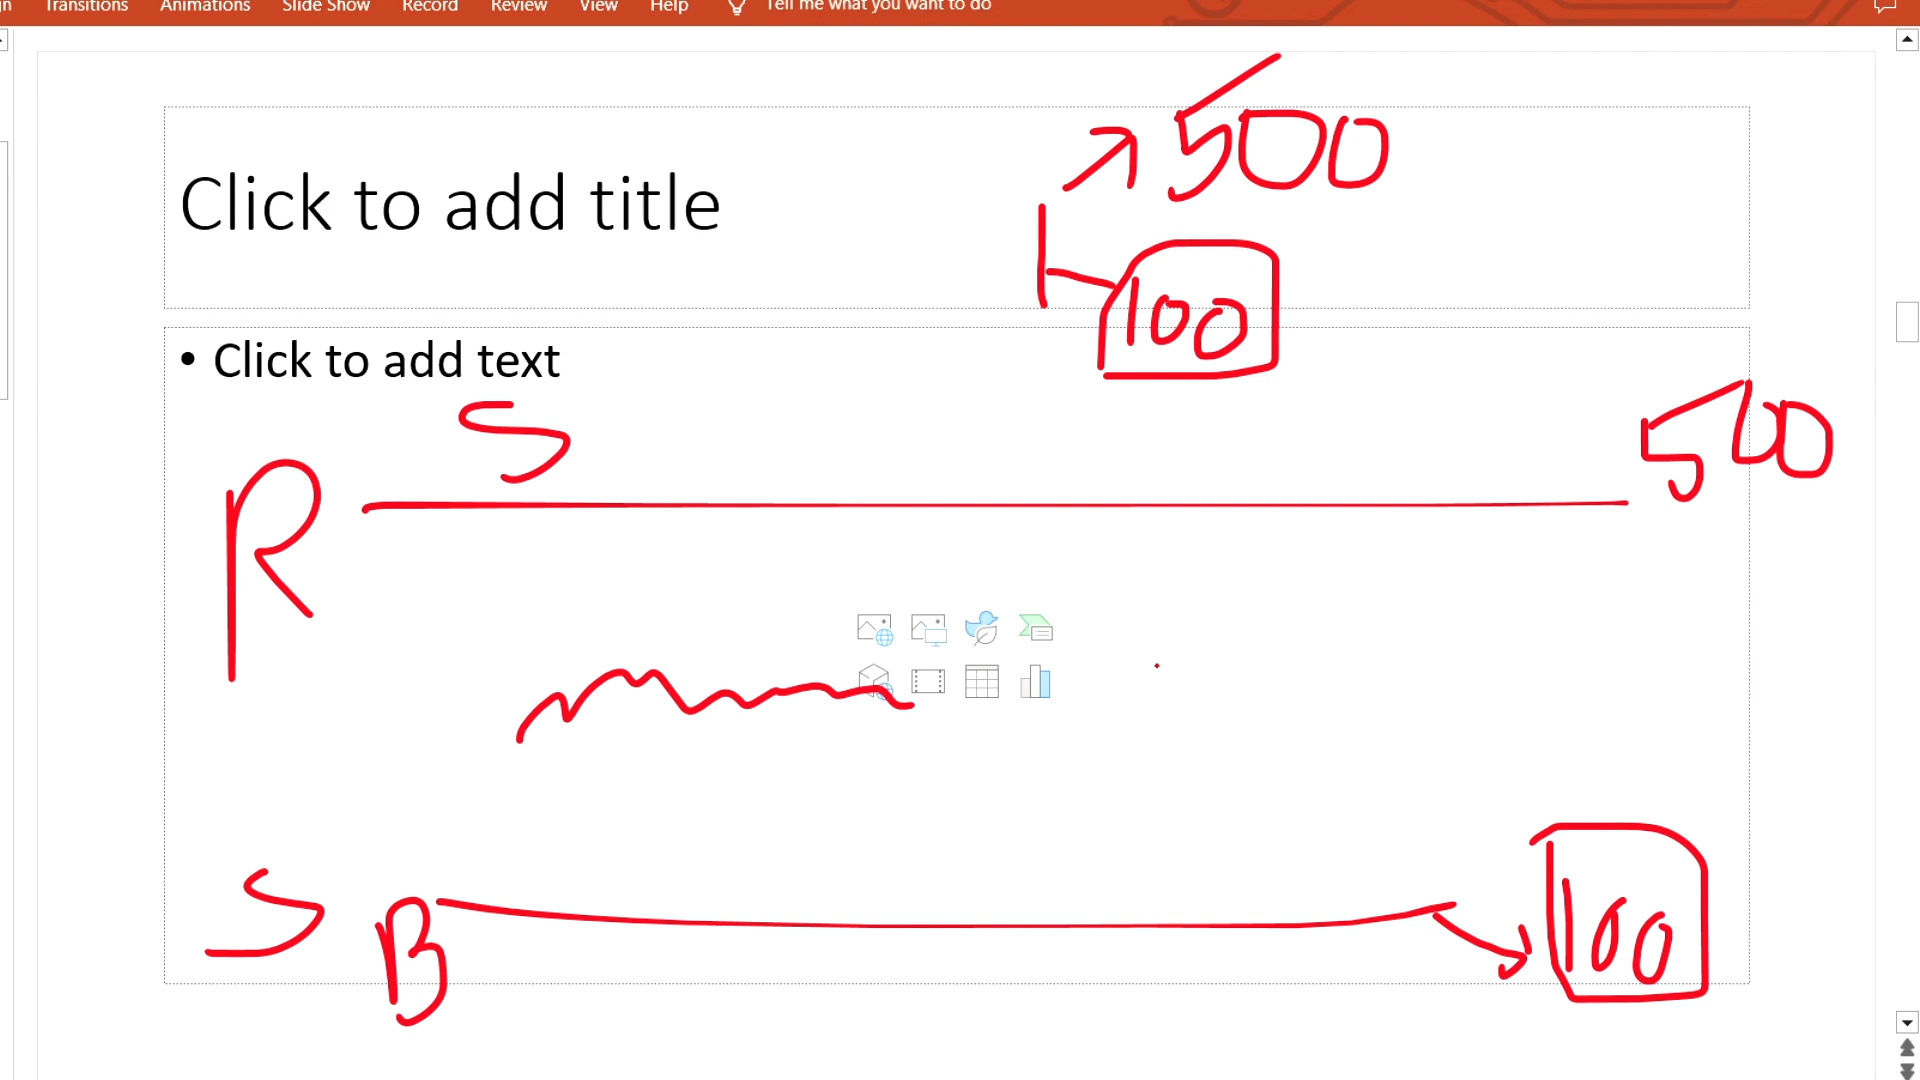 Transitions Animations Slide Show Record Review View Help Tell me what you want to do
500
Click to add title
100
Click to add text
S
500
R
S
B
100